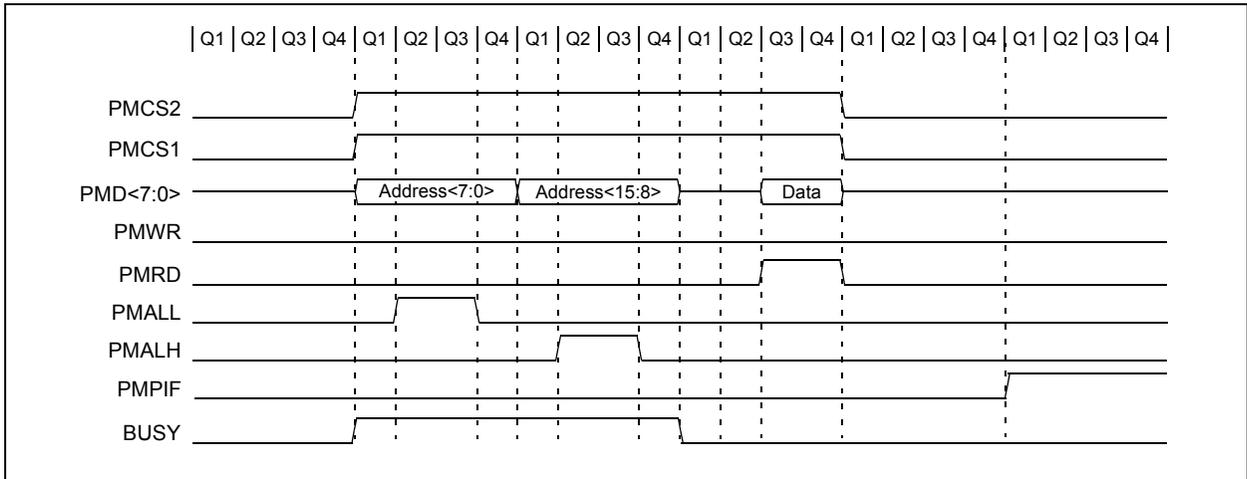 Q1 Q2 Q3 Q4 Q1 Q2 Q3 Q4 Q1 Q2 Q3 Q4 Q1 Q2 Q3 Q4 Q1 Q2 Q3 Q4 Q1 Q2 Q3 Q4
PMCS2
PMCS1
PMD<7:0> Address<7:0> Address<15:8> Data
PMWR
PMRD
PMALL
PMALH
PMPIF
BUSY